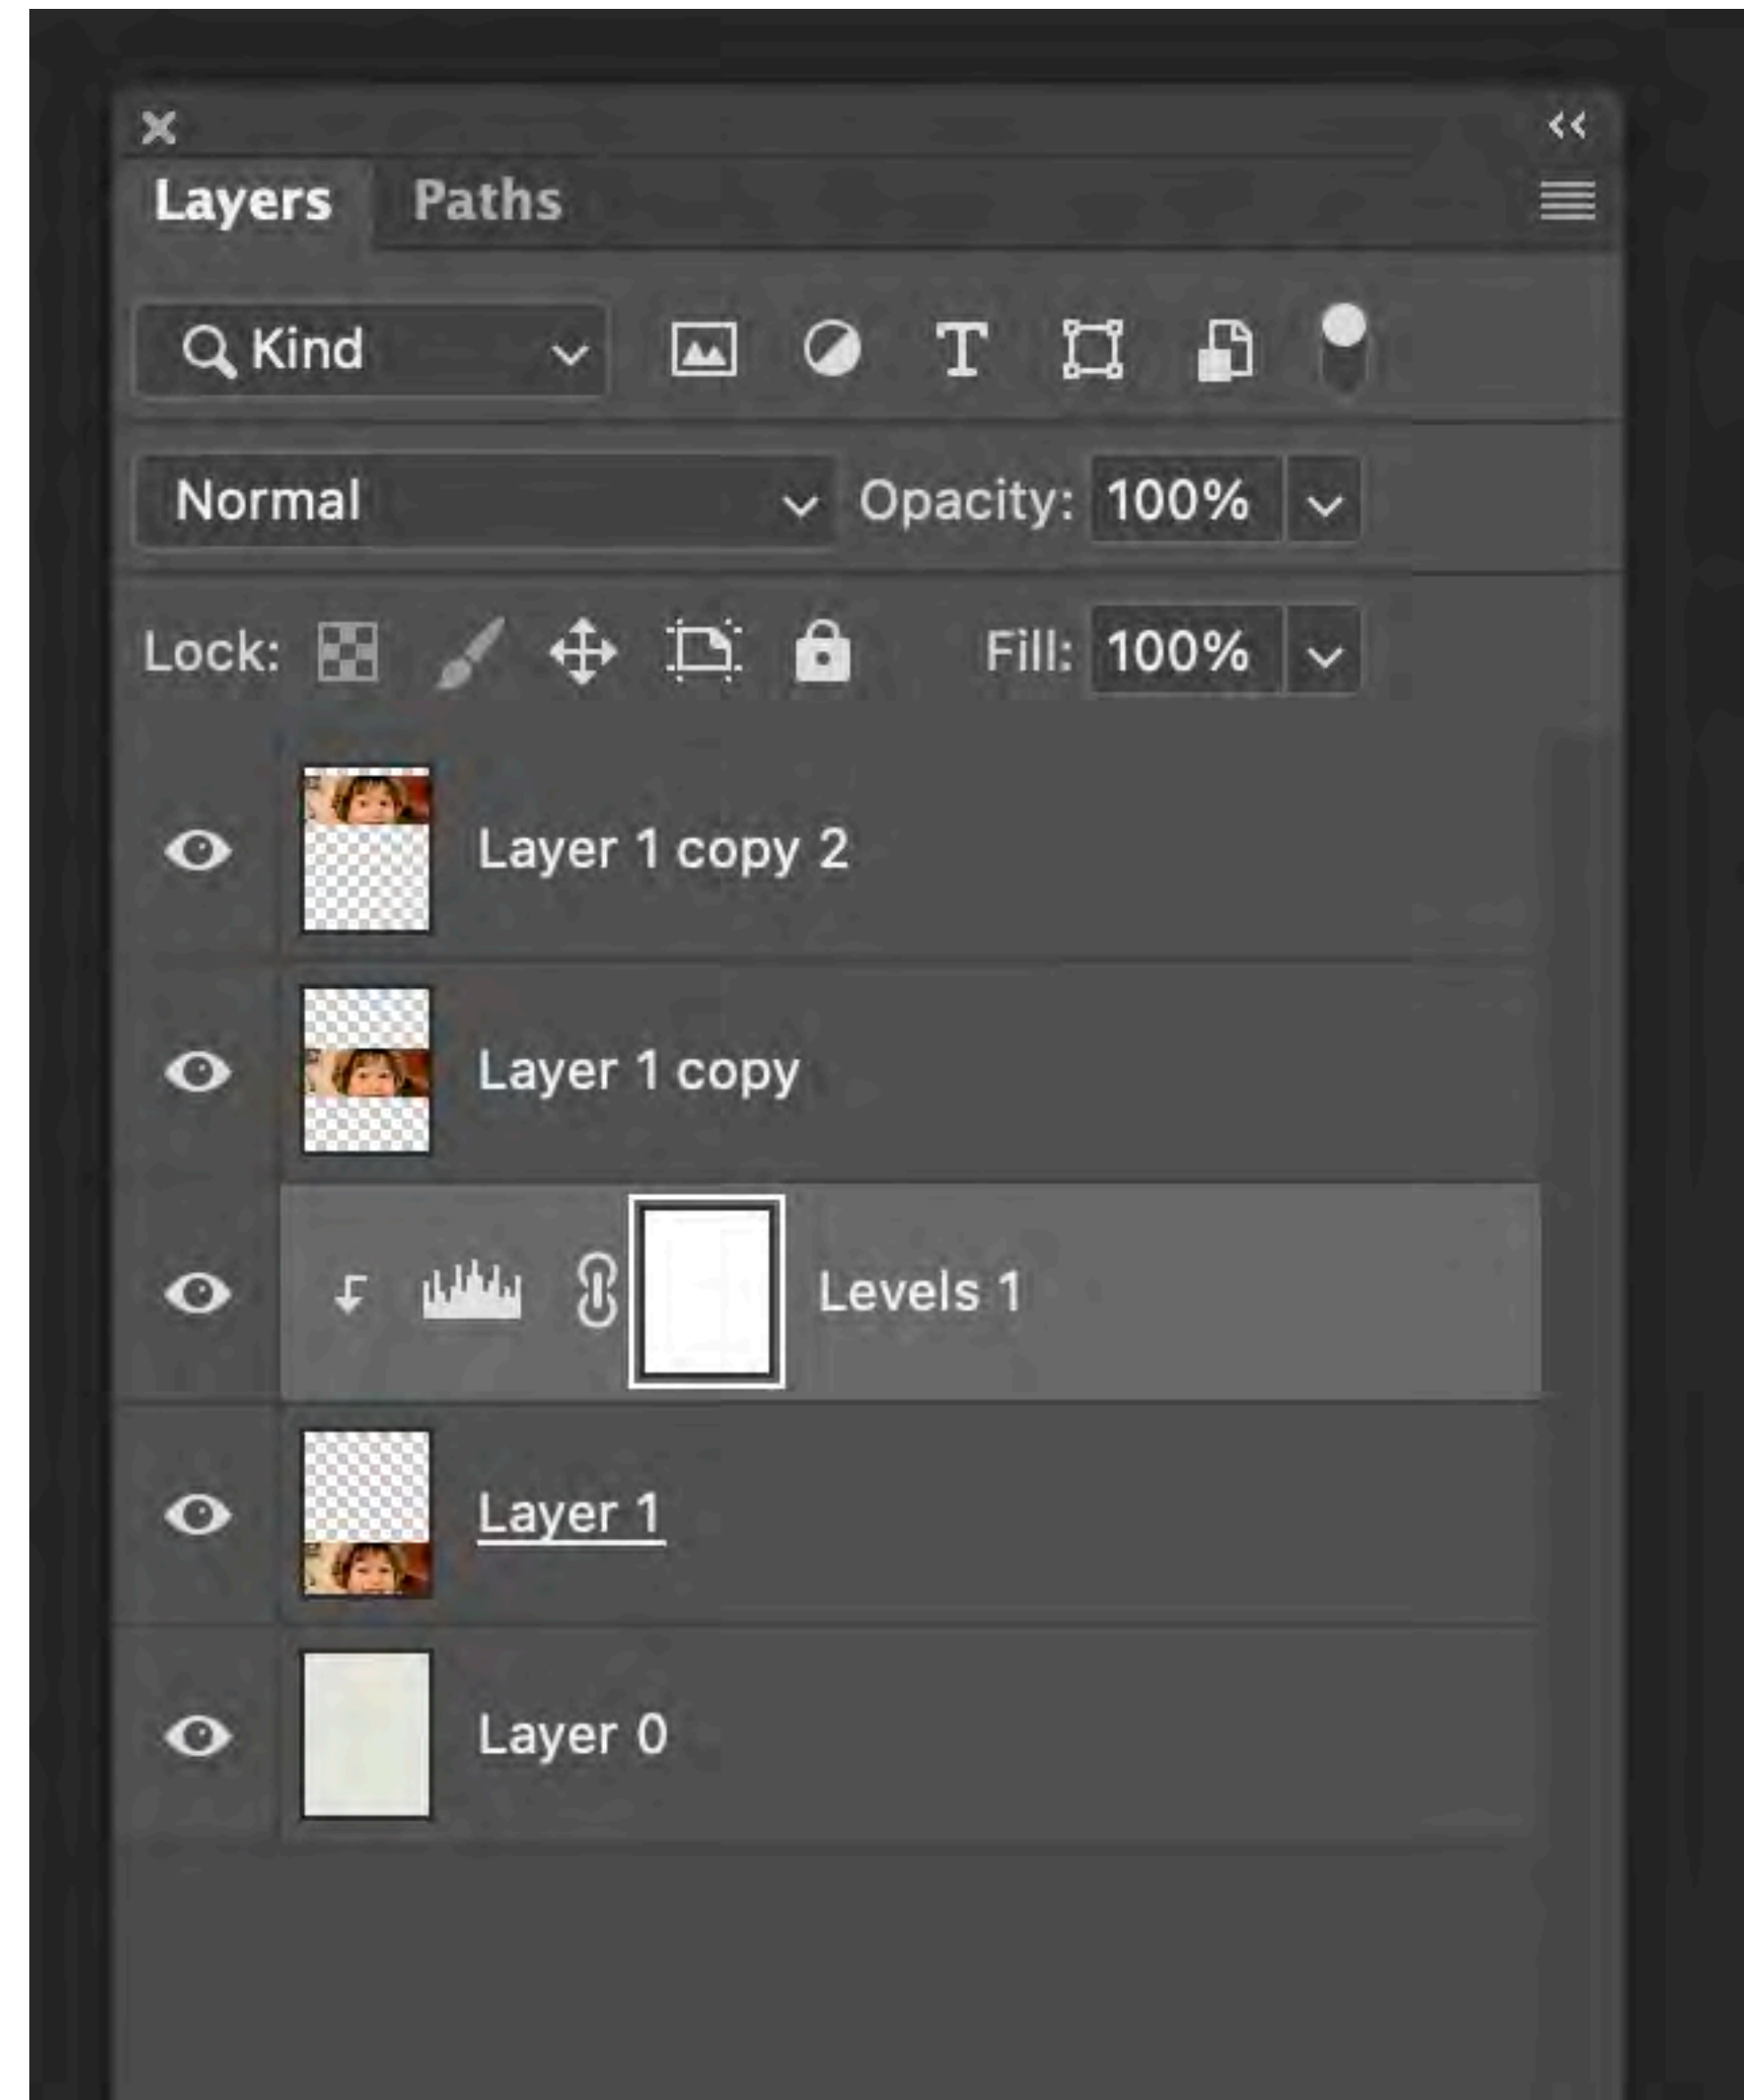 Layers Paths
Kind
Normal Opacity: 100%
Lock: Fill: 100%
Layer 1 copy 2
Layer 1 copy
Levels 1
Layer 1
Layer 0